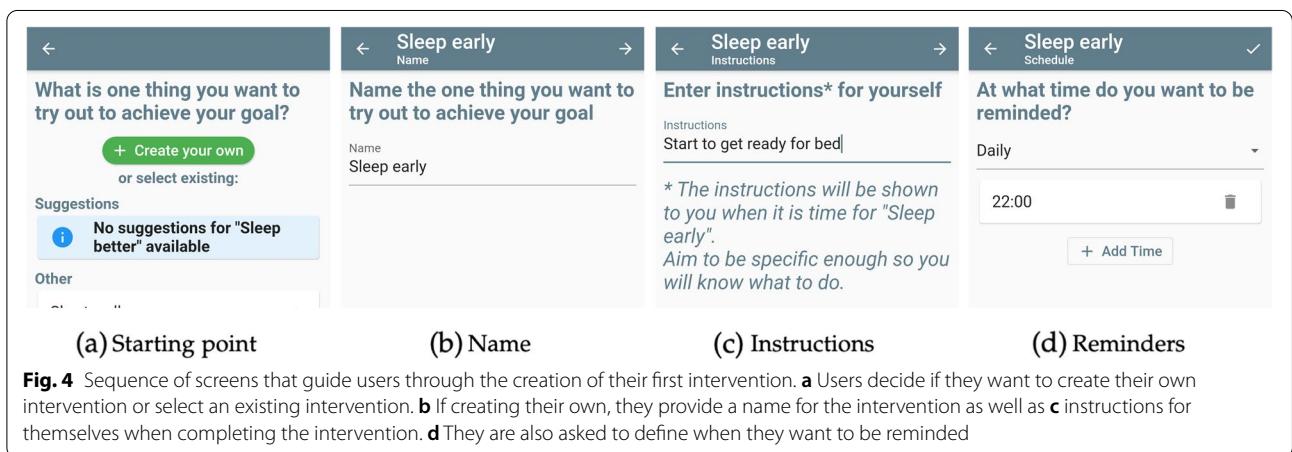 What is one thing you want to
try out to achieve your goal?
+ Create your own
or select existing:
Suggestions
No suggestions for "Sleep
better" available
Other
(a) Starting point
Sleep early
Name
Name the one thing you want to
try out to achieve your goal
Name
Sleep early
(b) Name
Sleep early
Instructions
Enter instructions* for yourself
Instructions
Start to get ready for bed
* The instructions will be shown
to you when it is time for "Sleep
early".
Aim to be specific enough so you
will know what to do.
(c) Instructions
Sleep early
Schedule
At what time do you want to be
reminded?
Daily
22:00
+ Add Time
(d) Reminders
Fig. 4 Sequence of screens that guide users through the creation of their first intervention. a Users decide if they want to create their own
intervention or select an existing intervention. b If creating their own, they provide a name for the intervention as well as c instructions for
themselves when completing the intervention. d They are also asked to define when they want to be reminded